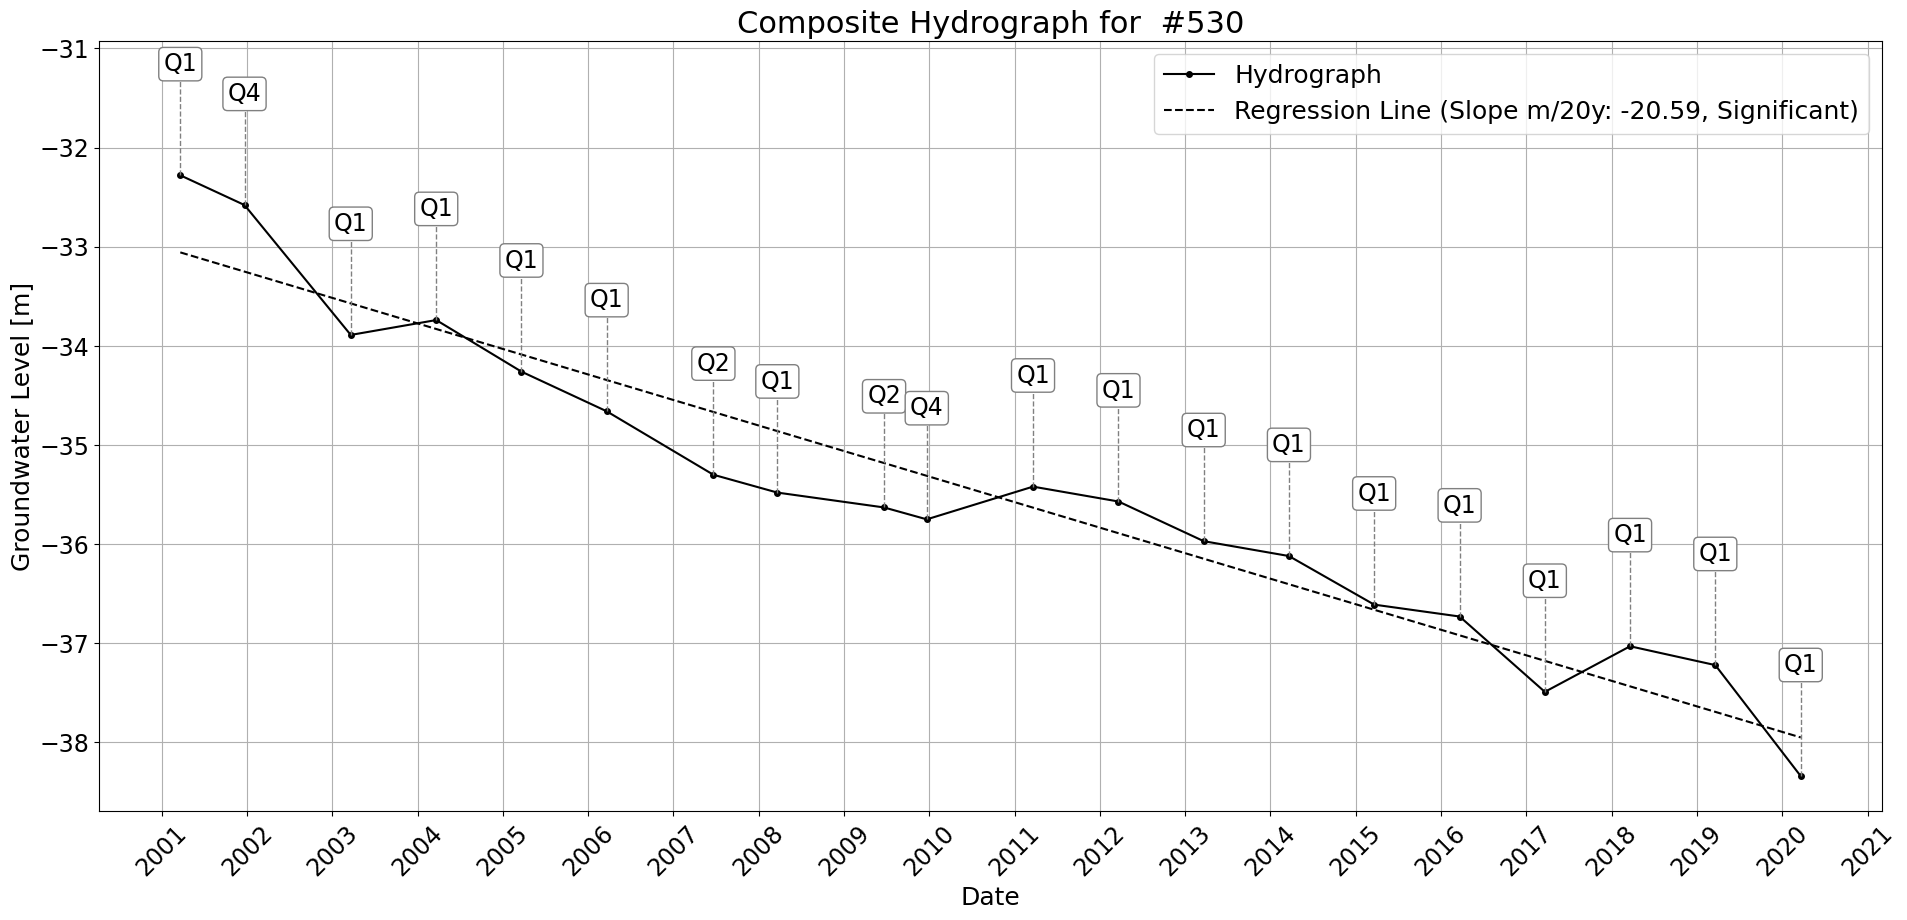 Composite Hydrograph for  #530
Hydrograph
Regression Line (Slope m/20y: -20.59, Significant)
Groundwater Level [m]
−31
−32
−33
−34
−35
−36
−37
−38
Q1
Q4
Q1
Q1
Q1
Q1
Q2
Q1
Q2
Q4
Q1
Q1
Q1
Q1
Q1
Q1
Q1
Q1
Q1
Q1
2001
2002
2003
2004
2005
2006
2007
2008
2009
2010
2011
2012
2013
2014
2015
2016
2017
2018
2019
2020
2021
Date